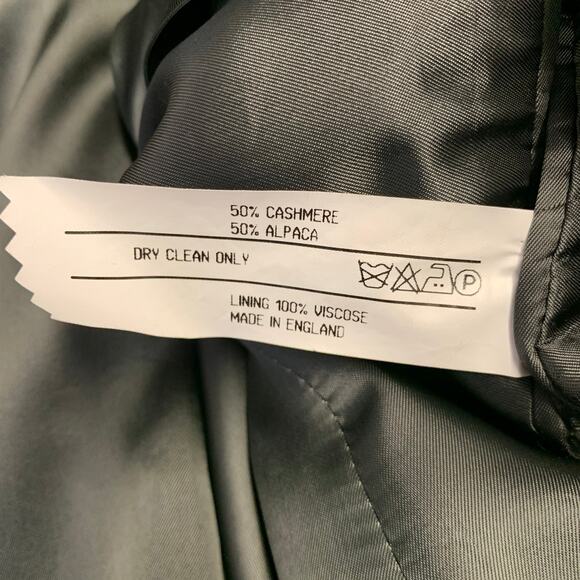 50% CASHMERE
50% ALPACA
DRY CLEAN ONLY
P
LINING 100% VISCOSE
MADE IN ENGLAND